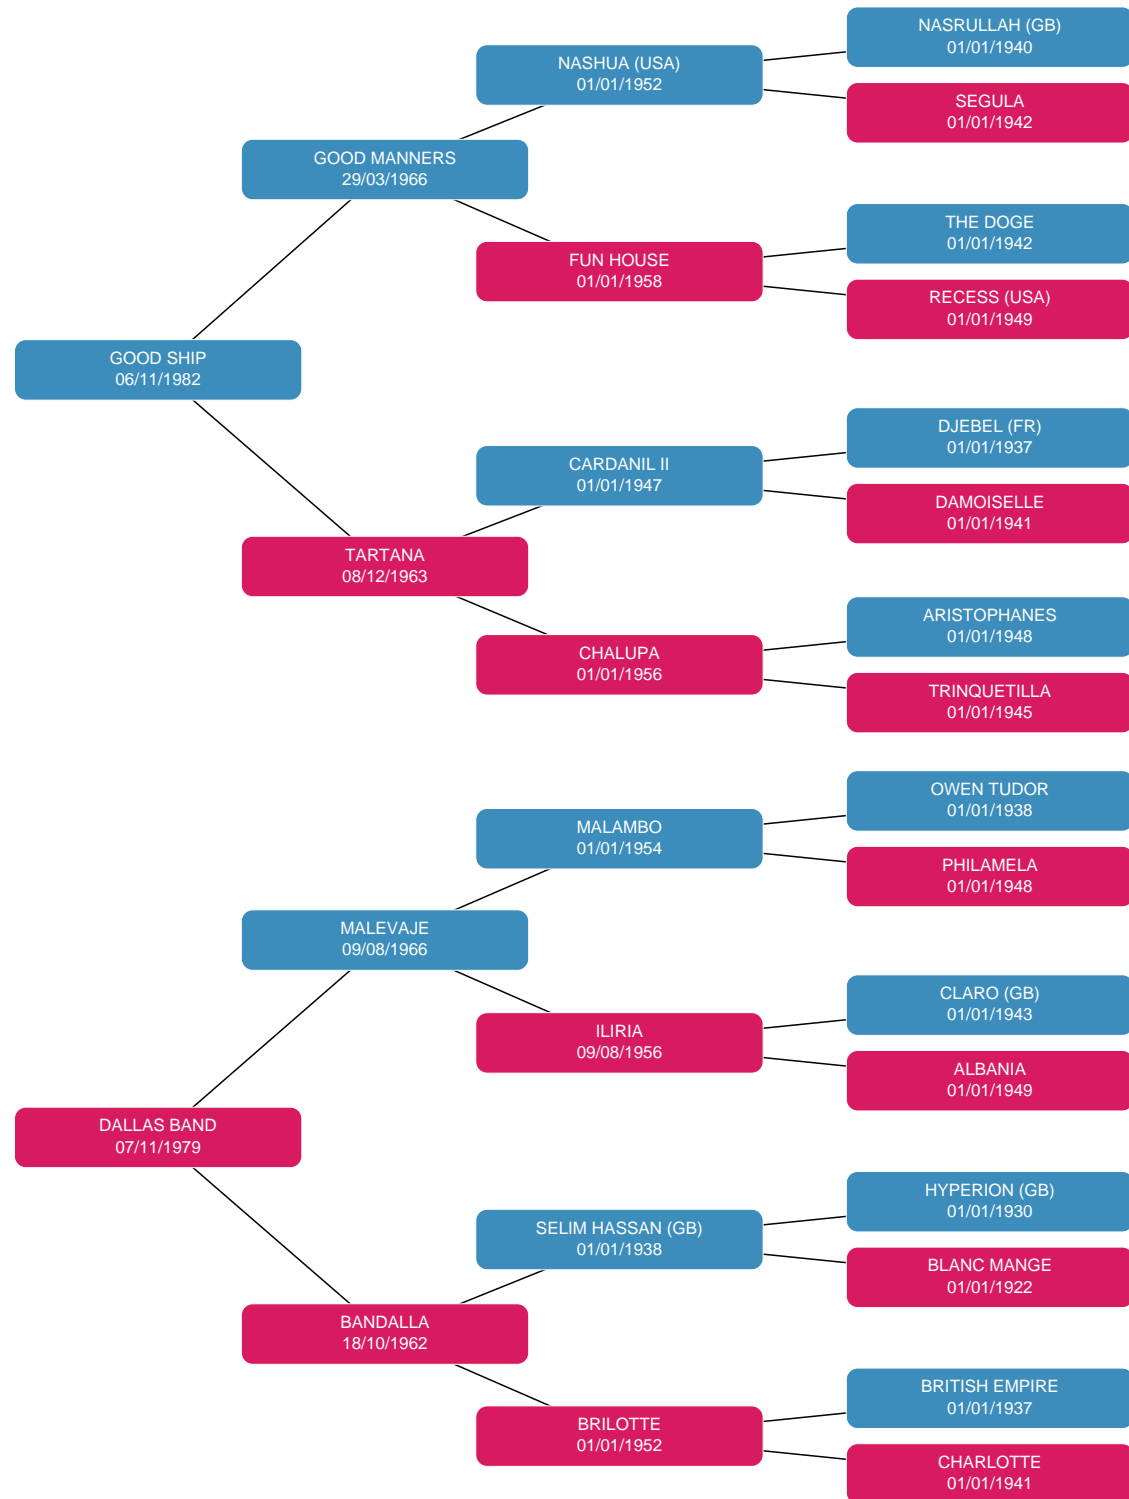 NASRULLAH (GB)
01/01/1940
NASHUA (USA)
01/01/1952
SEGULA
01/01/1942
GOOD MANNERS
29/03/1966
THE DOGE
01/01/1942
FUN HOUSE
01/01/1958
RECESS (USA)
01/01/1949
GOOD SHIP
06/11/1982
DJEBEL (FR)
01/01/1937
CARDANIL II
01/01/1947
DAMOISELLE
01/01/1941
TARTANA
08/12/1963
ARISTOPHANES
01/01/1948
CHALUPA
01/01/1956
TRINQUETILLA
01/01/1945
OWEN TUDOR
01/01/1938
MALAMBO
01/01/1954
PHILAMELA
01/01/1948
MALEVAJE
09/08/1966
CLARO (GB)
01/01/1943
ILIRIA
09/08/1956
ALBANIA
01/01/1949
DALLAS BAND
07/11/1979
HYPERION (GB)
01/01/1930
SELIM HASSAN (GB)
01/01/1938
BLANC MANGE
01/01/1922
BANDALLA
18/10/1962
BRITISH EMPIRE
01/01/1937
BRILOTTE
01/01/1952
CHARLOTTE
01/01/1941